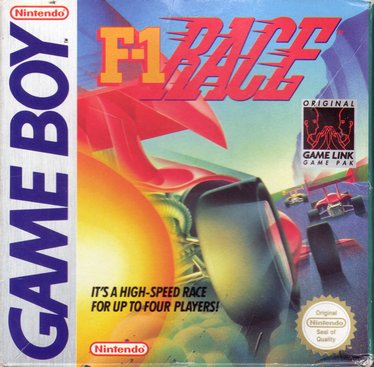 Nintendo
GAME BOY
F-1 RACE
ORIGINAL
GAME LINK
GAME PAK
IT'S A HIGH-SPEED RACE
FOR UP TO FOUR PLAYERS!
Nintendo
Original
Nintendo
Seal of
Quality